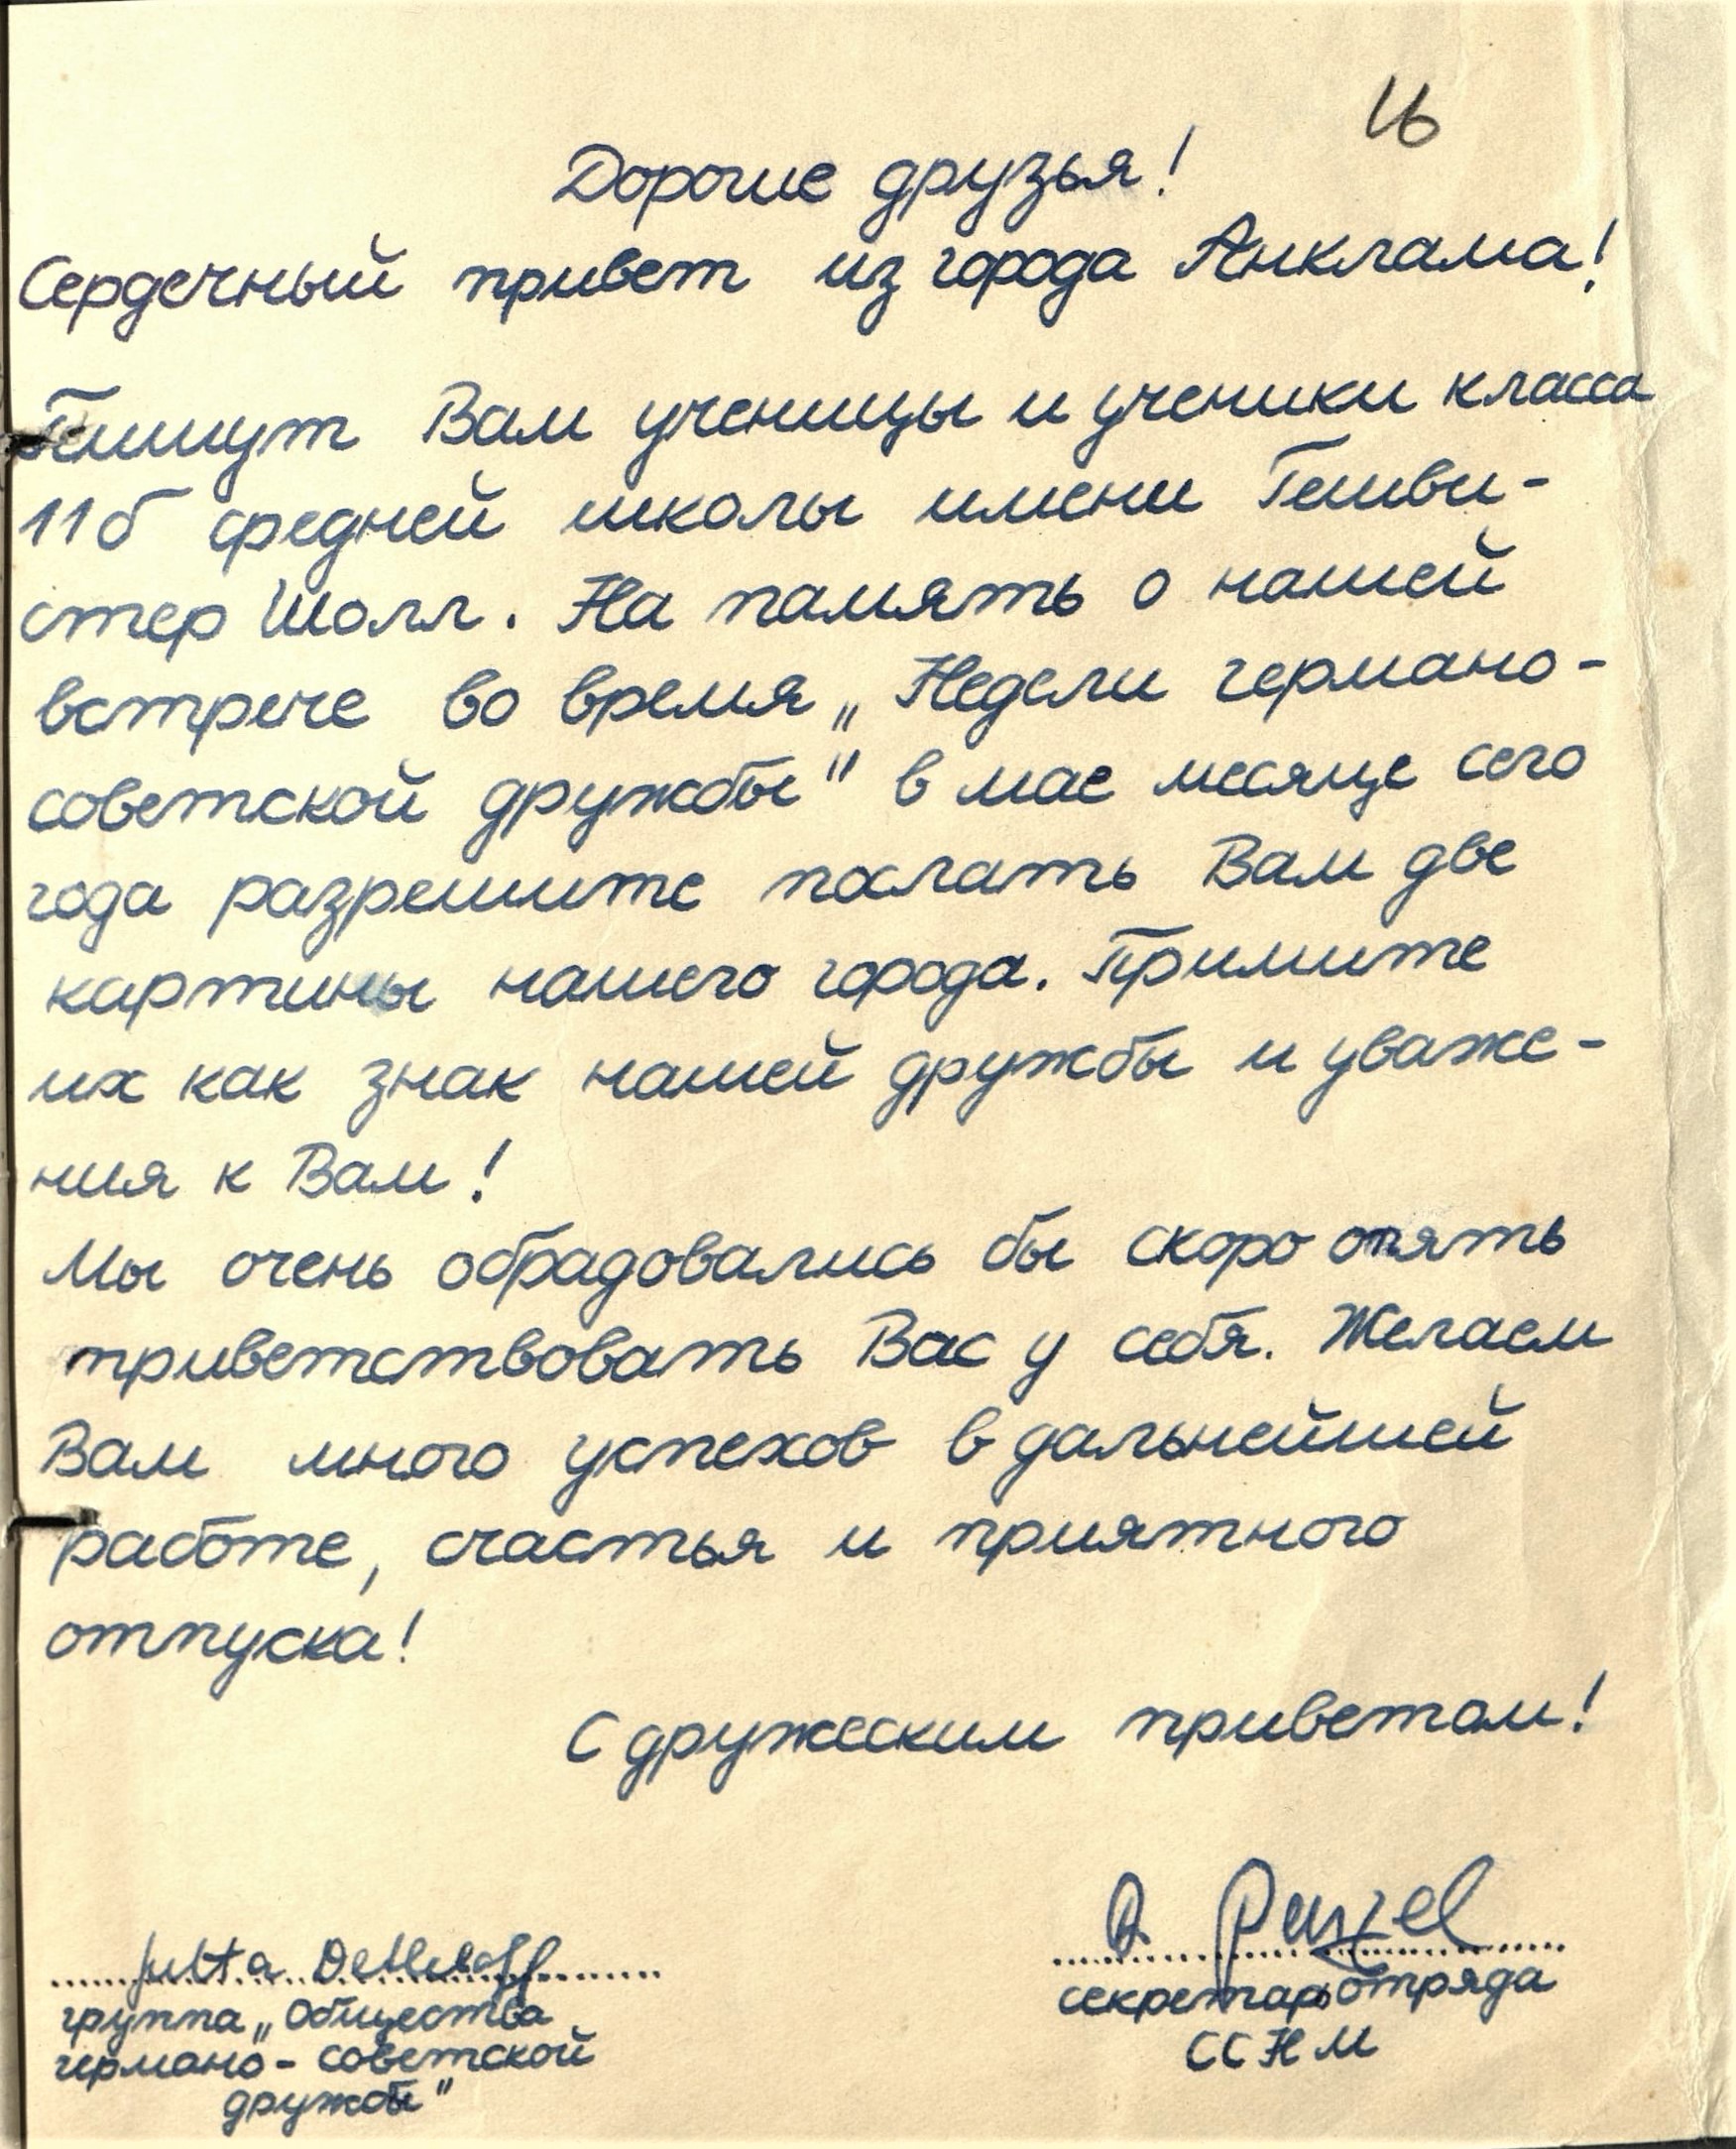 16
Дорогие друзья!
Сердечный привет из города Анклама!
Пишут Вам ученицы и ученики класса
11б средней школы имени Гешви-
стер Шолл. На память о нашей
встрече во время „Недели германо-
советской дружбы" в мае месяце сего
года разрешите послать Вам две
картины нашего города. Примите
их как знак нашей дружбы и уваже-
ния к Вам!
Мы очень обрадовались бы скоро опять
приветствовать Вас у себя. Желаем
Вам много успехов в дальнейшей
работе, счастья и приятного
отпуска!
С дружеским приветом!
Jutta Detleloff
группа „Общества
германо-советской
дружбы"
секретарь отряда
ССНМ